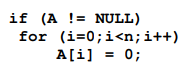 if (A != NULL)
for (i=0;i<n;i++)
A[i] = 0;